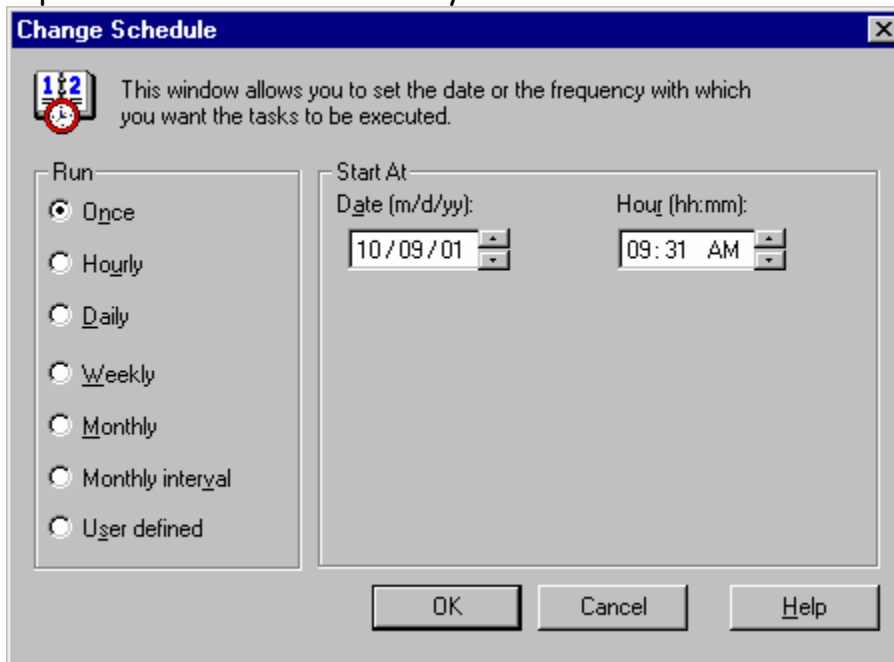 Change Schedule
1 2
This window allows you to set the date or the frequency with which
you want the tasks to be executed.
Run
Once
Hourly
Daily
Weekly
Monthly
Monthly interval
User defined
Start At
Date (m/d/yy):
Hour (hh:mm):
10/09/01
09:31 AM
OK
Cancel
Help